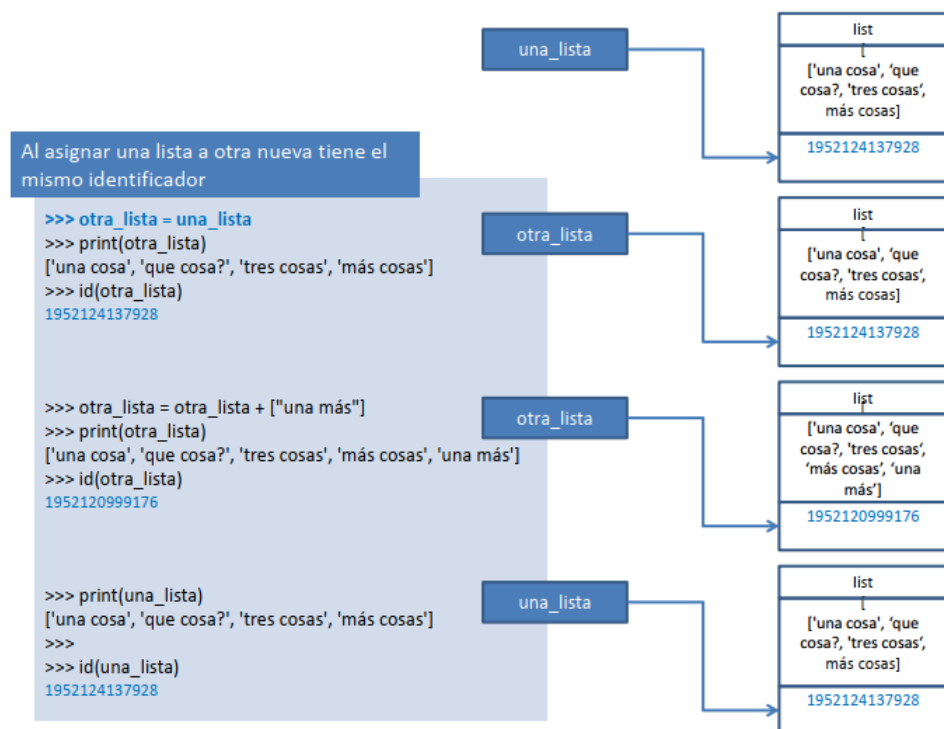 una_lista
list
[
['una cosa', ‘que
cosa?, 'tres cosas‘,
más cosas]
1952124137928
Al asignar una lista a otra nueva tiene el
mismo identificador
>>> otra_lista = una_lista
>>> print(otra_lista)
['una cosa', 'que cosa?', 'tres cosas', 'más cosas']
>>> id(otra_lista)
1952124137928
otra_lista
list
[
['una cosa', ‘que
cosa?, 'tres cosas‘,
más cosas]
1952124137928
>>> otra_lista = otra_lista + ["una más"]
>>> print(otra_lista)
['una cosa', 'que cosa?', 'tres cosas', 'más cosas', 'una más']
>>> id(otra_lista)
1952120999176
otra_lista
list
[
['una cosa', ‘que
cosa?, 'tres cosas‘,
‘más cosas’, ‘una
más’]
1952120999176
>>> print(una_lista)
['una cosa', 'que cosa?', 'tres cosas', 'más cosas']
>>>
>>> id(una_lista)
1952124137928
una_lista
list
[
['una cosa', ‘que
cosa?, 'tres cosas‘,
más cosas]
1952124137928